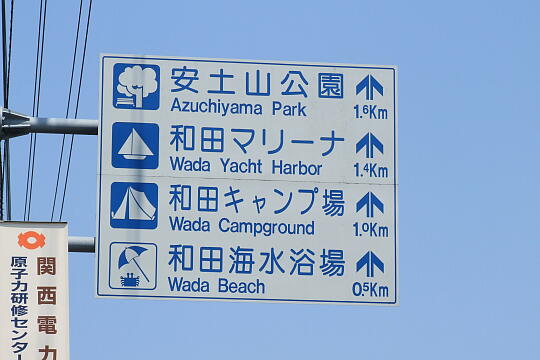 安土山公園
Azuchiyama Park
1.6Km
和田マリーナ
Wada Yacht Harbor
1.4Km
和田キャンプ場
Wada Campground
1.0Km
和田海水浴場
Wada Beach
0.5Km
関西電力
原子力研修センター